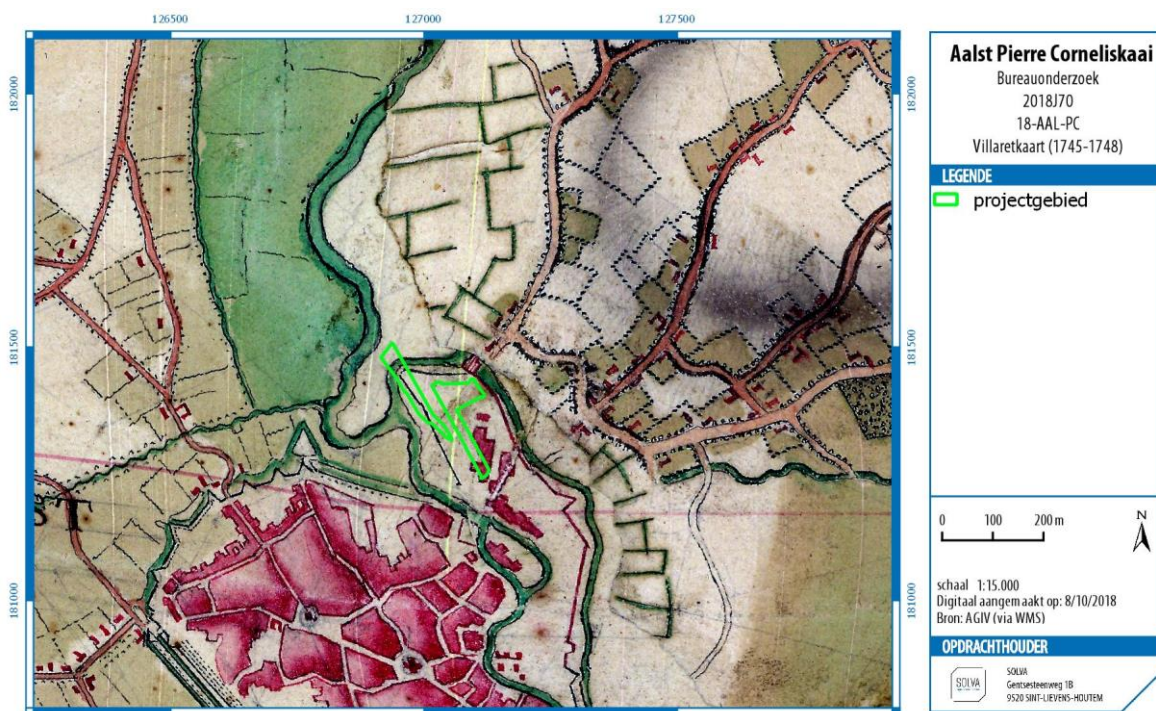 126500
127000
127500
182000
181500
181000
182000
181500
181000
Aalst Pierre Corneliskaai
Bureauonderzoek
2018J70
18-AAL-PC
Villaretkaart (1745-1748)
LEGENDE
projectgebied
0 100 200 m
N
schaal 1:15.000
Digitaal aangemaakt op: 8/10/2018
Bron: AGIV (via WMS)
OPDRACHTHOUDER
SOLVA
SOLVA
Gentsesteenweg 1B
9520 SINT-LIEVENS-HOUTEM